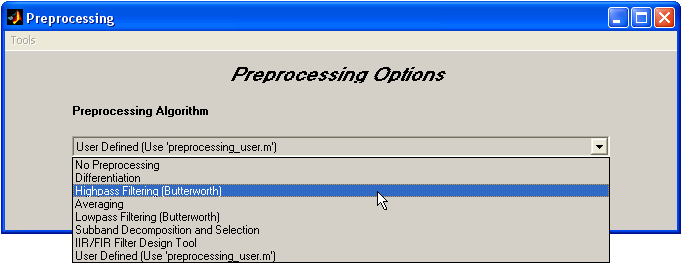 Preprocessing
Tools
Preprocessing Options
Preprocessing Algorithm
User Defined (Use 'preprocessing_user.m')
No Preprocessing
Differentiation
Highpass Filtering (Butterworth)
Averaging
Lowpass Filtering (Butterworth)
Subband Decomposition and Selection
IIR/FIR Filter Design Tool
User Defined (Use 'preprocessing_user.m')